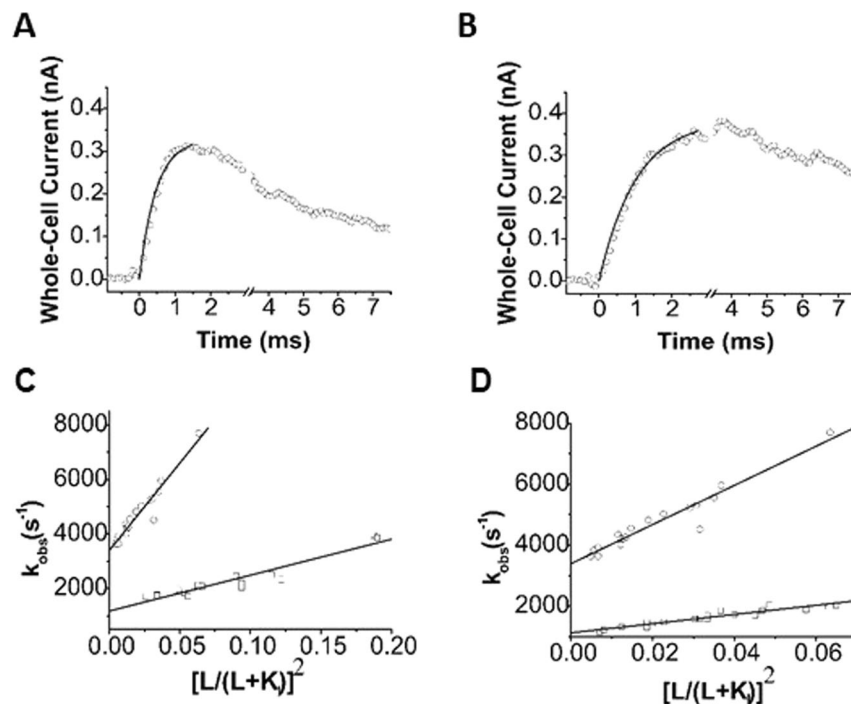 A
B
Whole-Cell Current (nA)
0.4
0.3
0.2
0.1
0.0
0 1 2 4 5 6 7
Time (ms)
Whole-Cell Current (nA)
0.4
0.3
0.2
0.1
0.0
0 1 2 4 5 6 7
Time (ms)
C
D
k_obs(s⁻¹)
8000
6000
4000
2000
0.00 0.05 0.10 0.15 0.20
[L/(L+K_I)]²
k_obs(s⁻¹)
8000
6000
4000
2000
0.00 0.02 0.04 0.06
[L/(L+K_I)]²